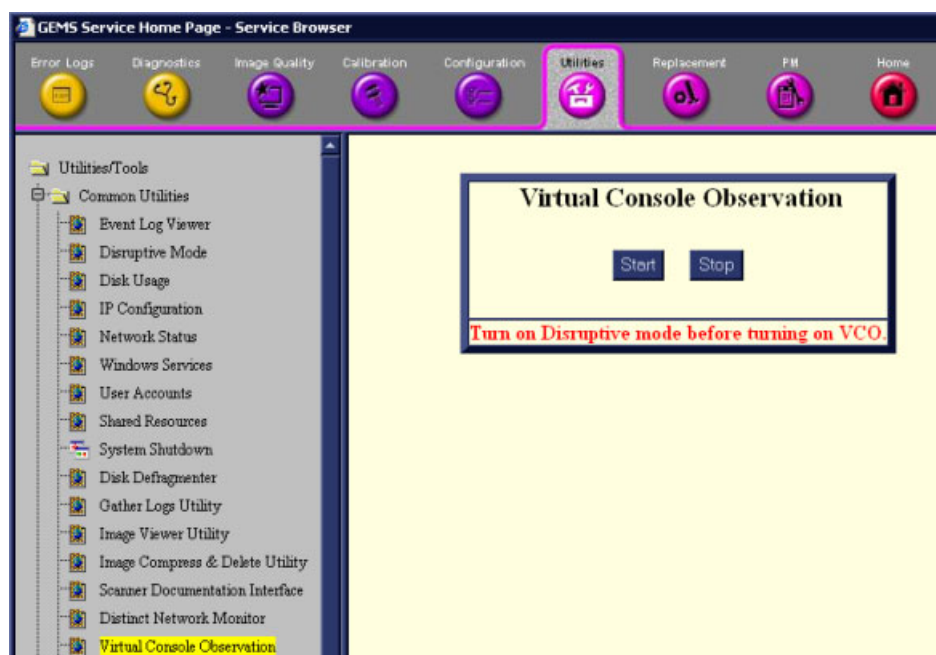 GEMS Service Home Page - Service Browser
Error Logs Diagnostics Image Quality Calibration Configuration Utilities Replacement PM Home
Utilities/Tools
Common Utilities
Event Log Viewer
Disruptive Mode
Disk Usage
IP Configuration
Network Status
Windows Services
User Accounts
Shared Resources
System Shutdown
Disk Defragmenter
Gather Logs Utility
Image Viewer Utility
Image Compress & Delete Utility
Scanner Documentation Interface
Distinct Network Monitor
Virtual Console Observation
Virtual Console Observation
Start Stop
Turn on Disruptive mode before turning on VCO.